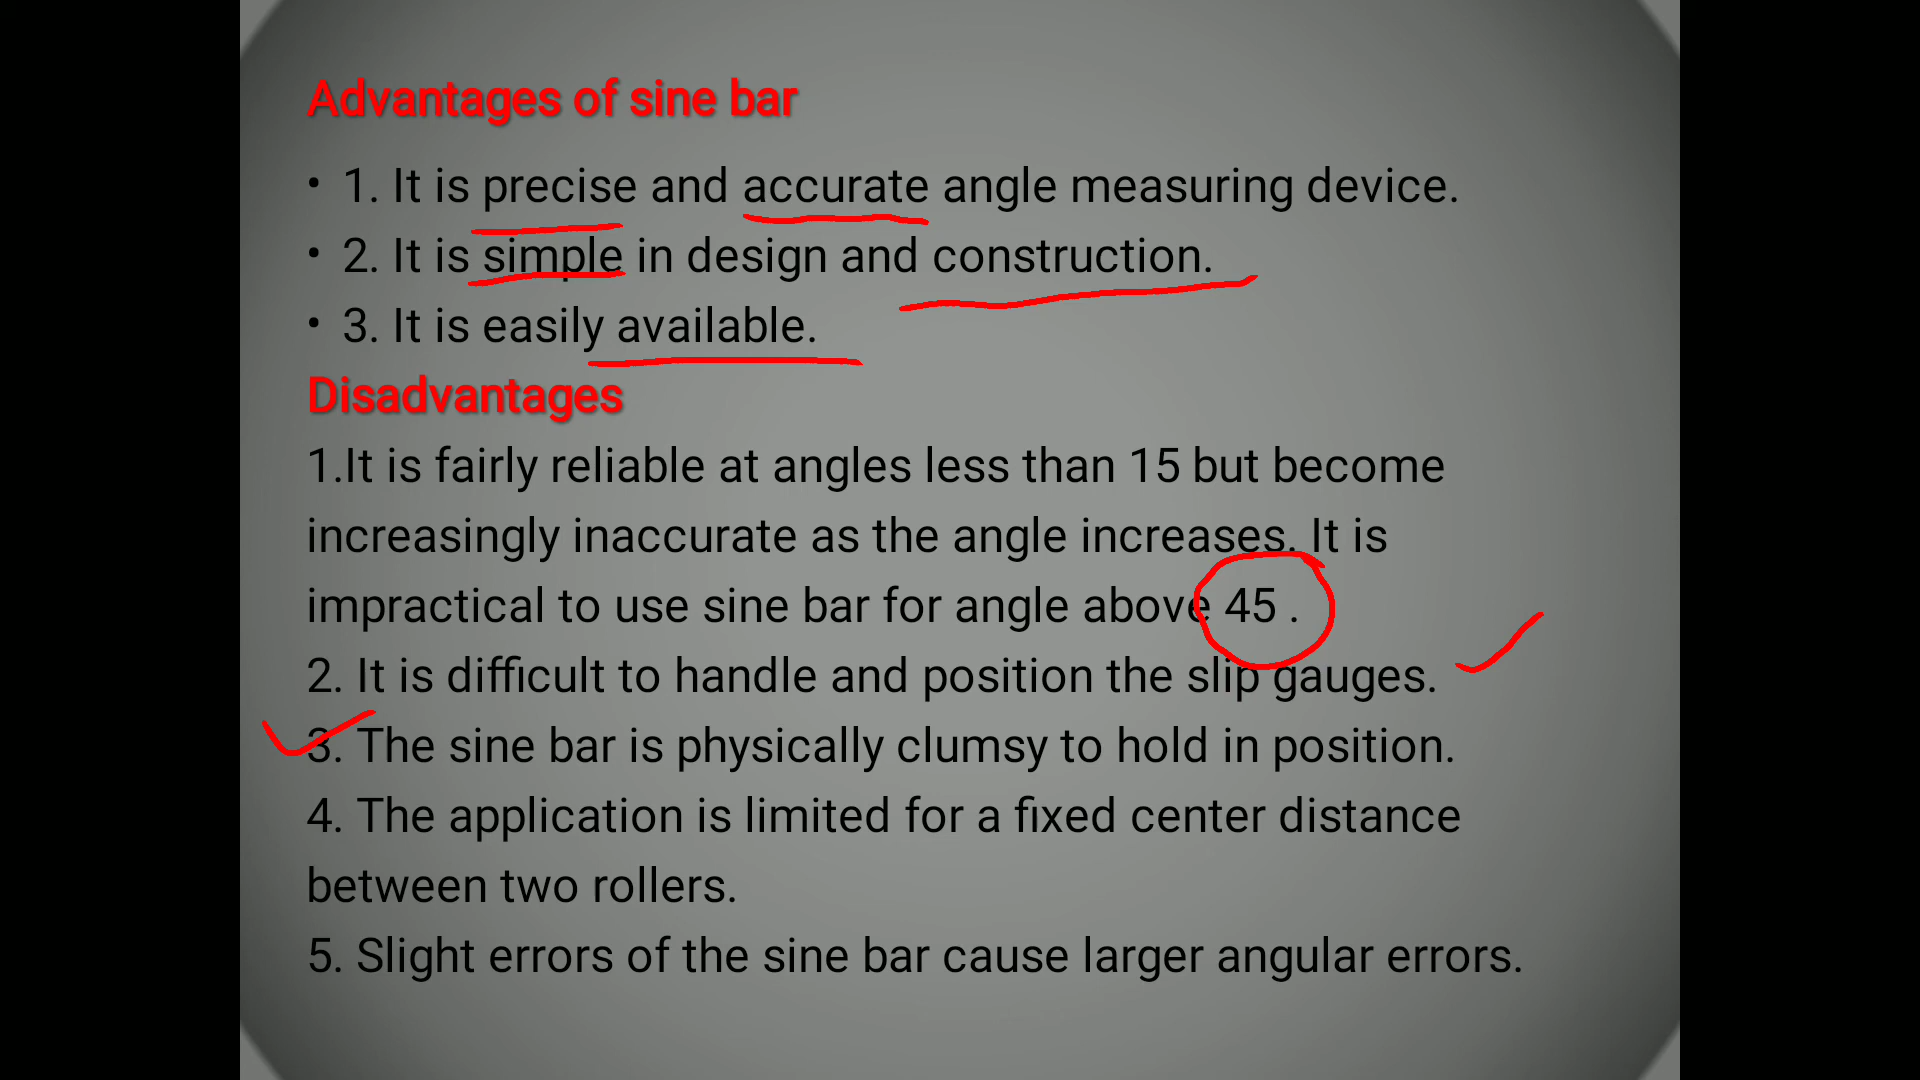 Advantages of sine bar
• 1. It is precise and accurate angle measuring device.
• 2. It is simple in design and construction.
• 3. It is easily available.
Disadvantages
1.It is fairly reliable at angles less than 15 but become
increasingly inaccurate as the angle increases. It is
impractical to use sine bar for angle above 45 .
2. It is difficult to handle and position the slip gauges.
3. The sine bar is physically clumsy to hold in position.
4. The application is limited for a fixed center distance
between two rollers.
5. Slight errors of the sine bar cause larger angular errors.